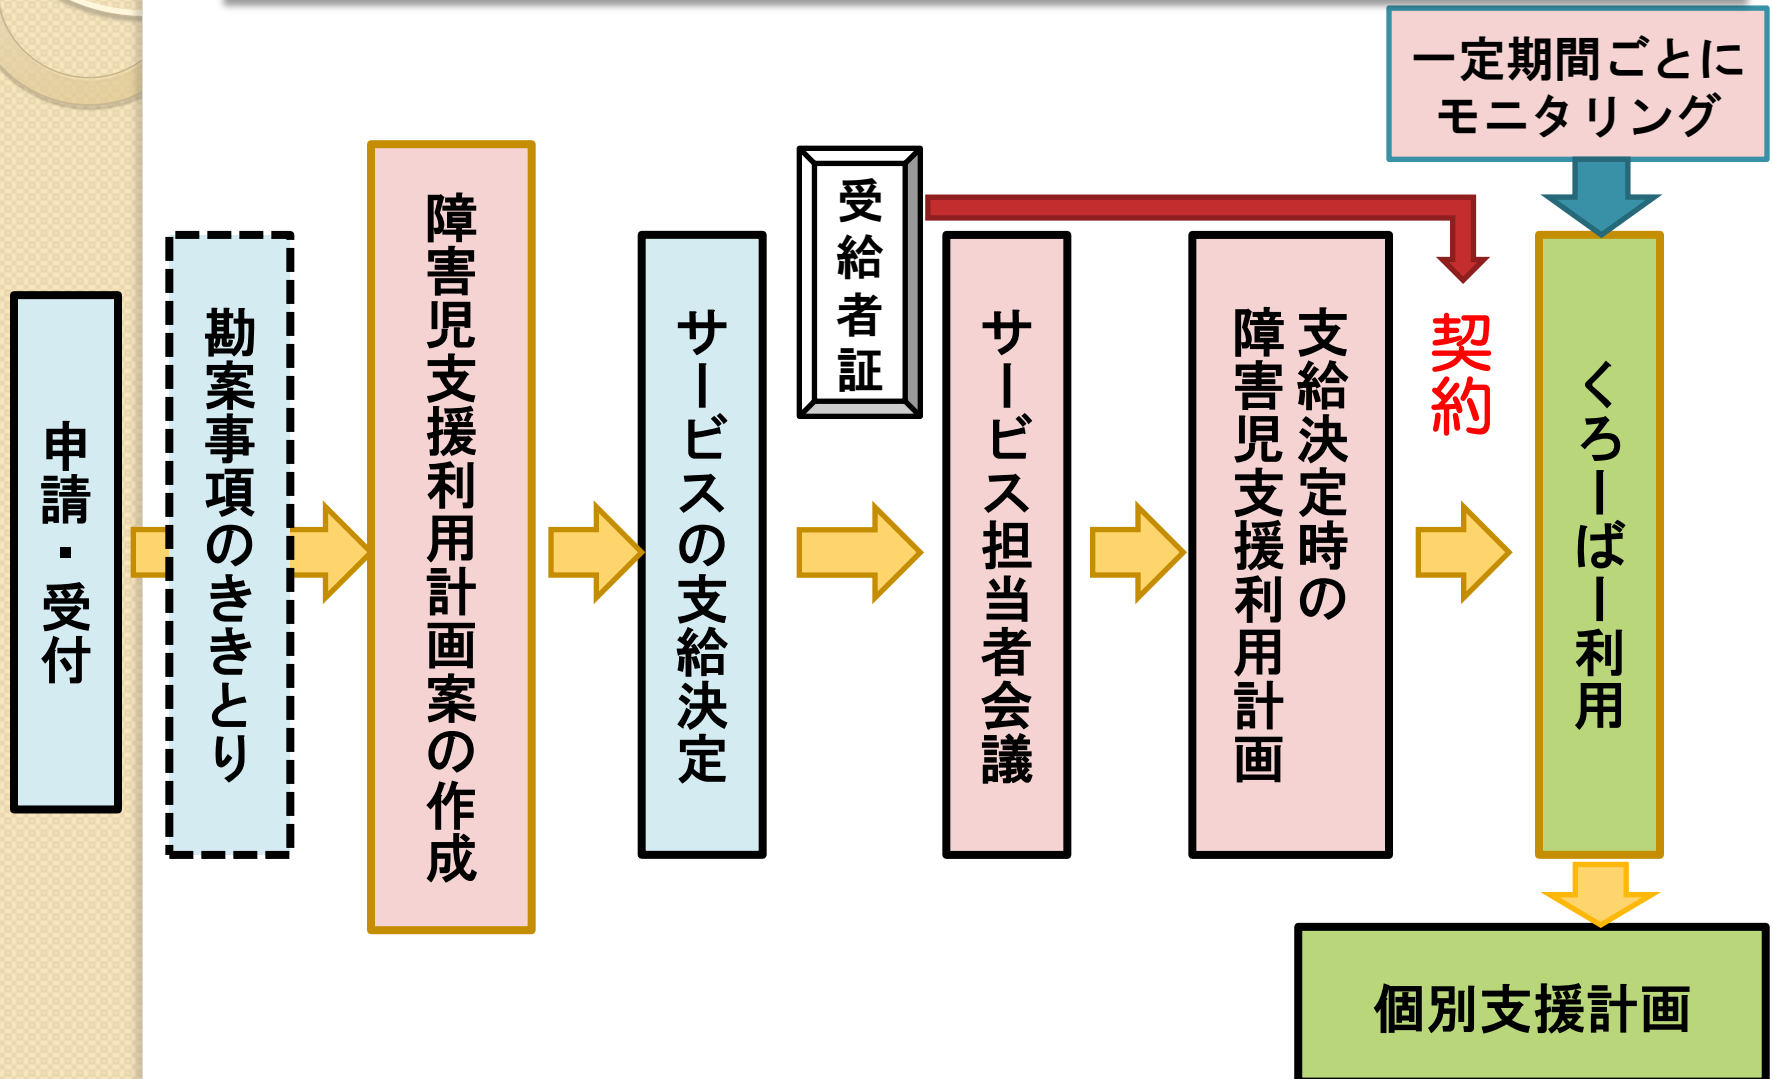 一定期間ごとに
モニタリング
申請・受付
勘案事項のききとり
障害児支援利用計画案の作成
サービスの支給決定
受給者証
サービス担当者会議
支給決定時の
障害児支援利用計画
契約
くろーばー利用
個別支援計画